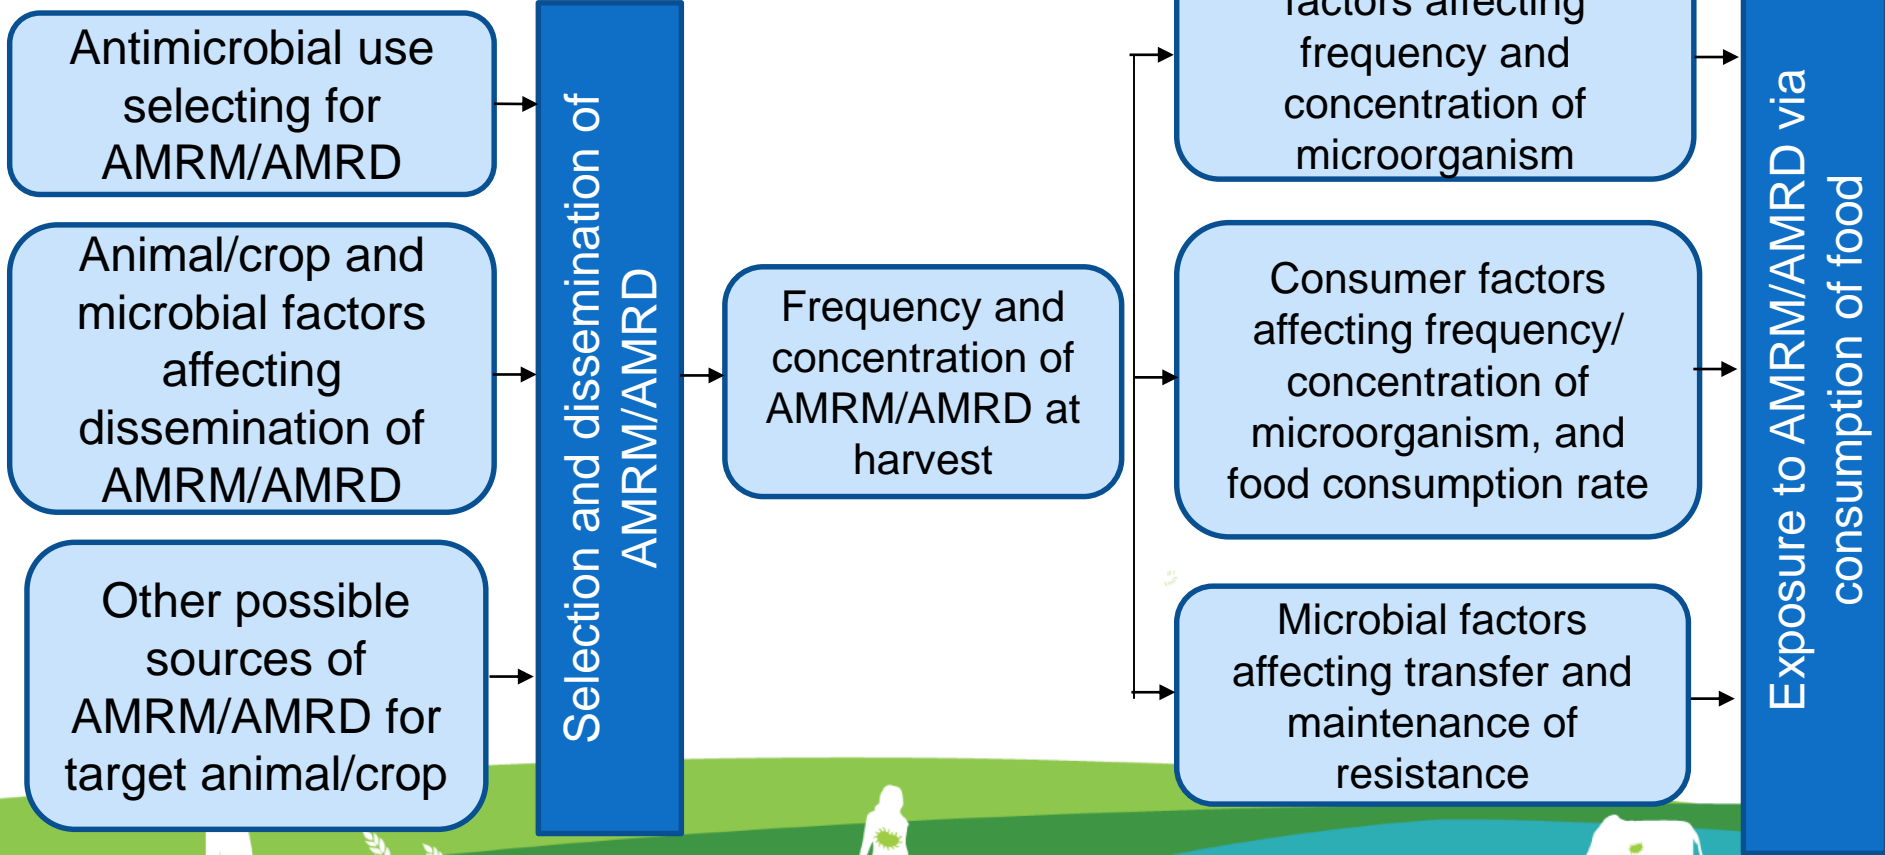 Antimicrobial use
selecting for
AMRM/AMRD
Animal/crop and
microbial factors
affecting
dissemination of
AMRM/AMRD
Other possible
sources of
AMRM/AMRD for
target animal/crop
Selection and dissemination of
AMRM/AMRD
Frequency and
concentration of
AMRM/AMRD at
harvest
factors affecting
frequency and
concentration of
microorganism
Consumer factors
affecting frequency/
concentration of
microorganism, and
food consumption rate
Microbial factors
affecting transfer and
maintenance of
resistance
Exposure to AMRM/AMRD via
consumption of food